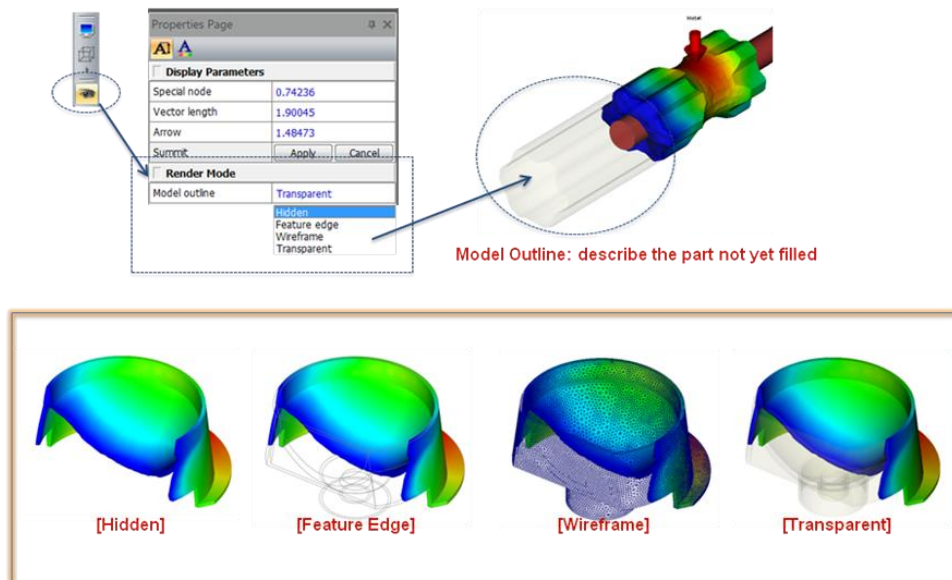 Properties Page
Display Parameters
Special node 0.74236
Vector length 1.90045
Arrow 1.48473
Summit Apply Cancel
Render Mode
Model outline Transparent
Hidden
Feature edge
Wireframe
Transparent
Model Outline: describe the part not yet filled
[Hidden] [Feature Edge] [Wireframe] [Transparent]